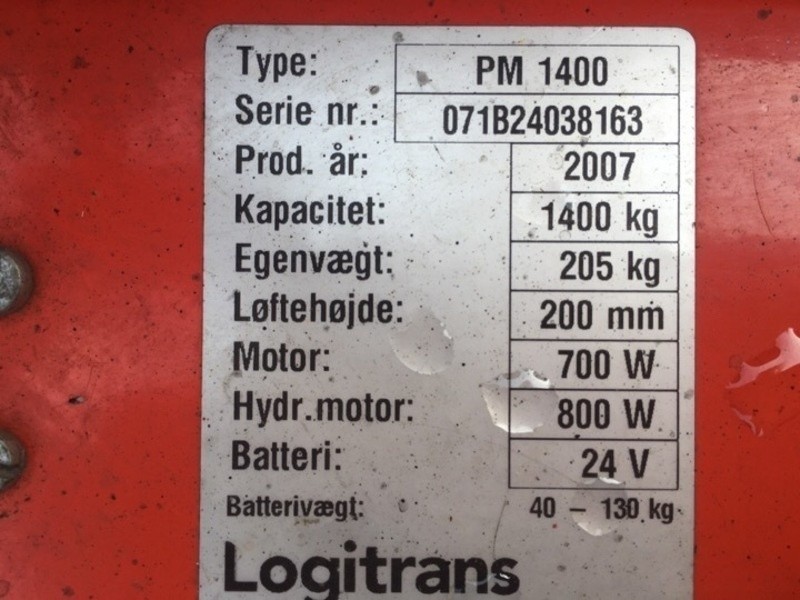 Type: PM 1400
Serie nr.: 071B24038163
Prod. år: 2007
Kapacitet: 1400 kg
Egenvægt: 205 kg
Løftehøjde: 200 mm
Motor: 700 W
Hydr.motor: 800 W
Batteri: 24 V
Batterivægt: 40 – 130 kg
Logitrans